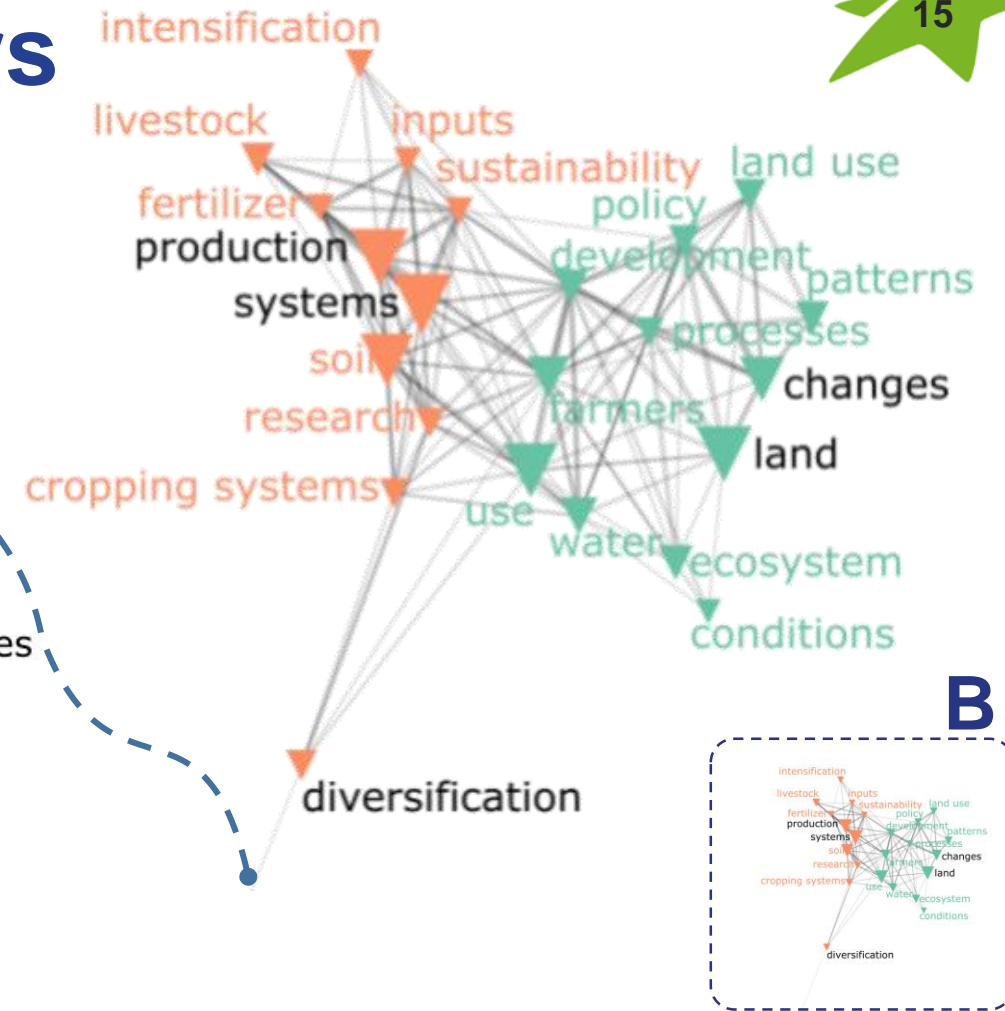 15
rs
intensification
livestock
inputs
sustainability
land use
fertilizer
policy
production
development
patterns
systems
processes
soil
changes
research
farmers
land
cropping systems
use
water
ecosystem
conditions
es
diversification
B
intensification
livestock
inputs
sustainability
land use
fertilizer
policy
production
development
patterns
systems
processes
soil
changes
research
farmers
land
cropping systems
use
water
ecosystem
conditions
diversification